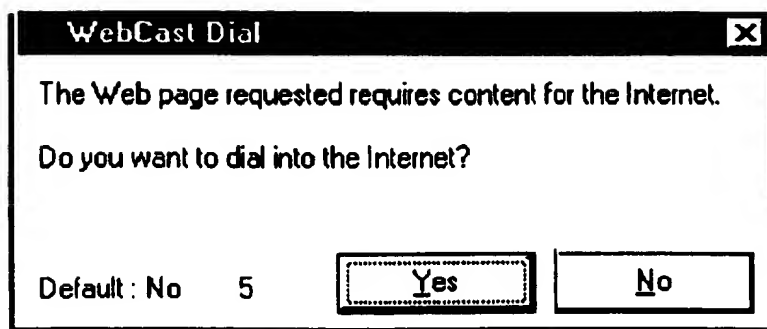 WebCast Dial
The Web page requested requires content for the Internet.
Do you want to dial into the Internet?
Default : No 5 Yes No